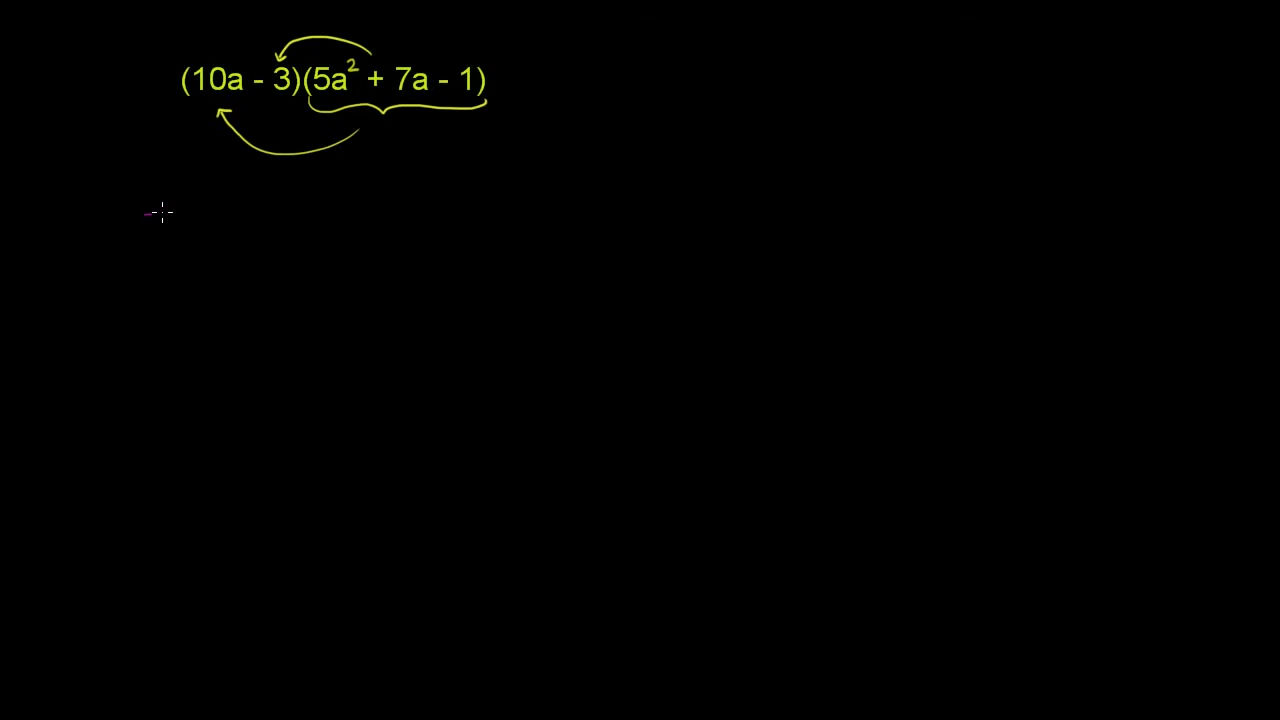 (10a - 3)(5a² + 7a - 1)